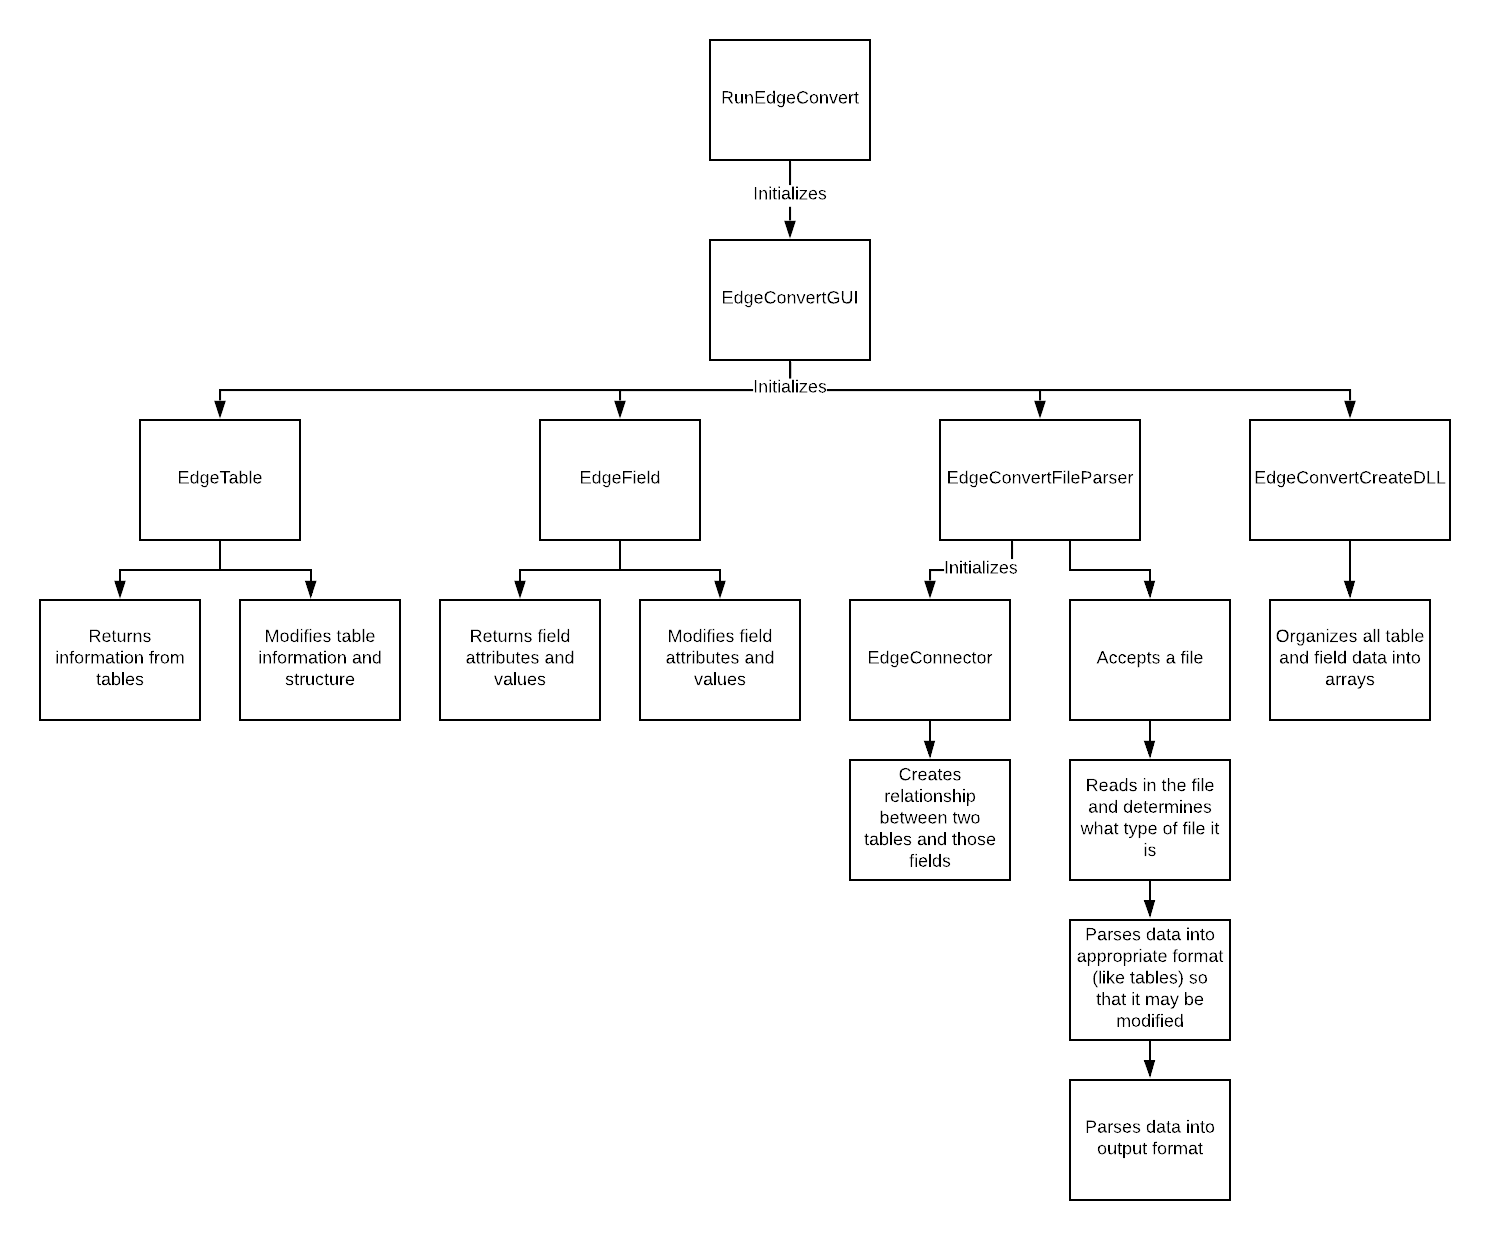 RunEdgeConvert
Initializes
EdgeConvertGUI
Initializes
EdgeTable
EdgeField
EdgeConvertFileParser
EdgeConvertCreateDLL
Initializes
Returns
information from
tables
Modifies table
information and
structure
Returns field
attributes and
values
Modifies field
attributes and
values
EdgeConnector
Accepts a file
Organizes all table
and field data into
arrays
Creates
relationship
between two
tables and those
fields
Reads in the file
and determines
what type of file it
is
Parses data into
appropriate format
(like tables) so
that it may be
modified
Parses data into
output format